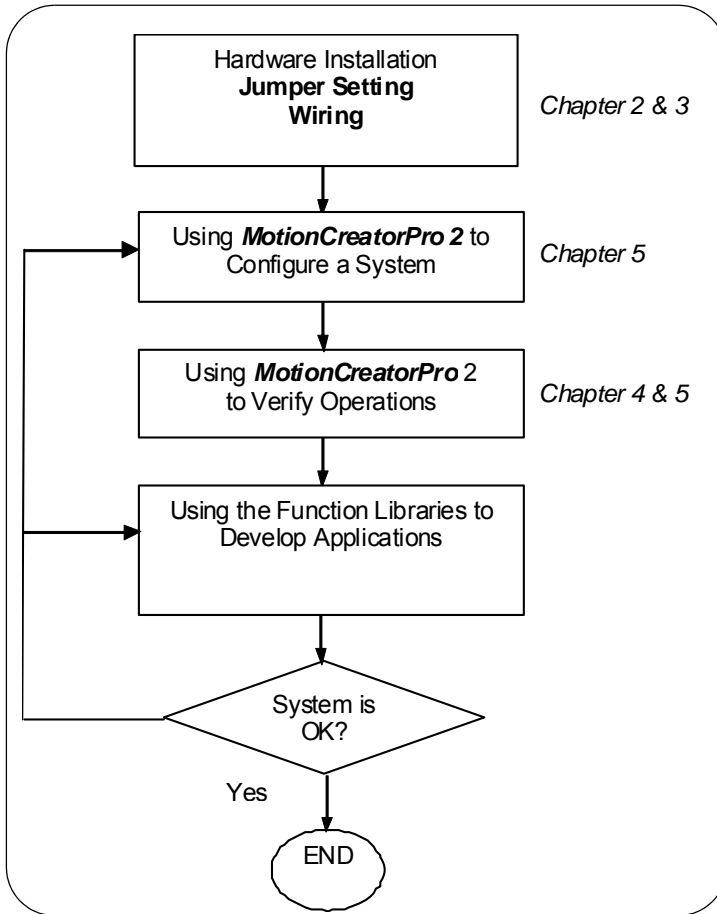 Hardware Installation
Jumper Setting
Wiring
Chapter 2 & 3
Using MotionCreatorPro 2 to
Configure a System
Chapter 5
Using MotionCreatorPro 2
to Verify Operations
Chapter 4 & 5
Using the Function Libraries to
Develop Applications
System is
OK?
Yes
END